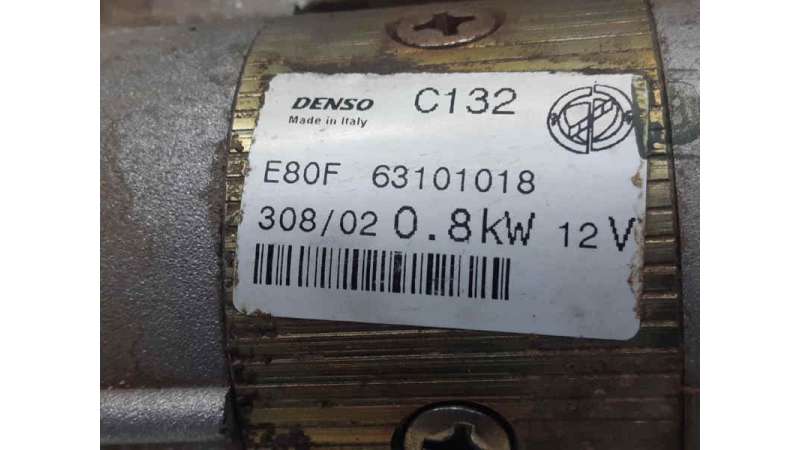 DENSO C132
Made in Italy
E80F 63101018
308/02 0.8kW 12V